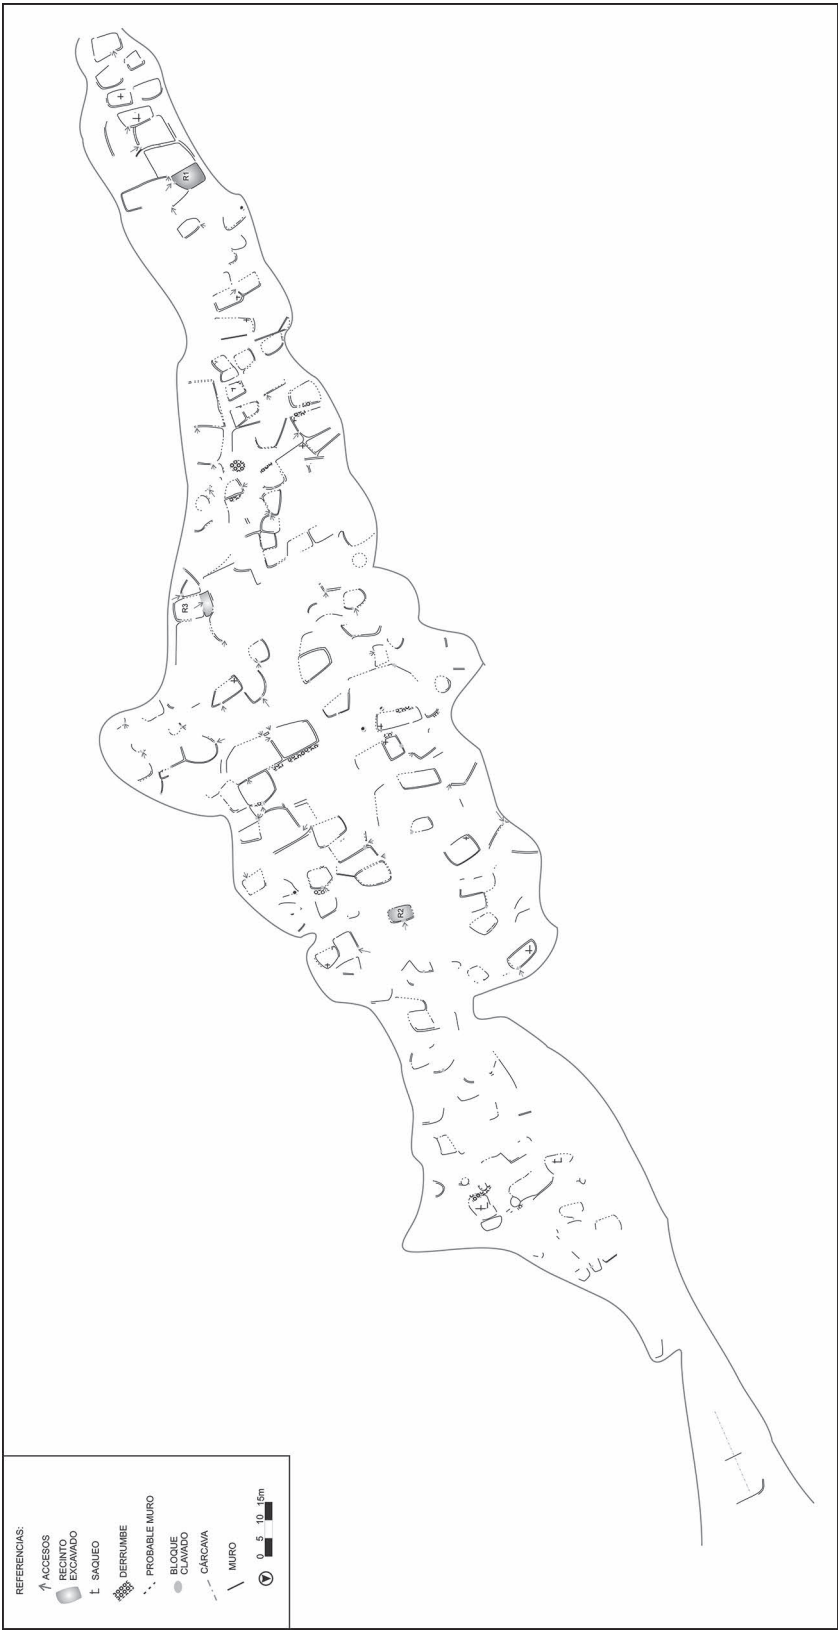 R1
R3
R2
REFERENCIAS:
ACCESOS
RECINTO
EXCAVADO
SAQUEO
DERRUMBE
PROBABLE MURO
BLOQUE
CLAVADO
CÁRCAVA
MURO
0 5 10 15m